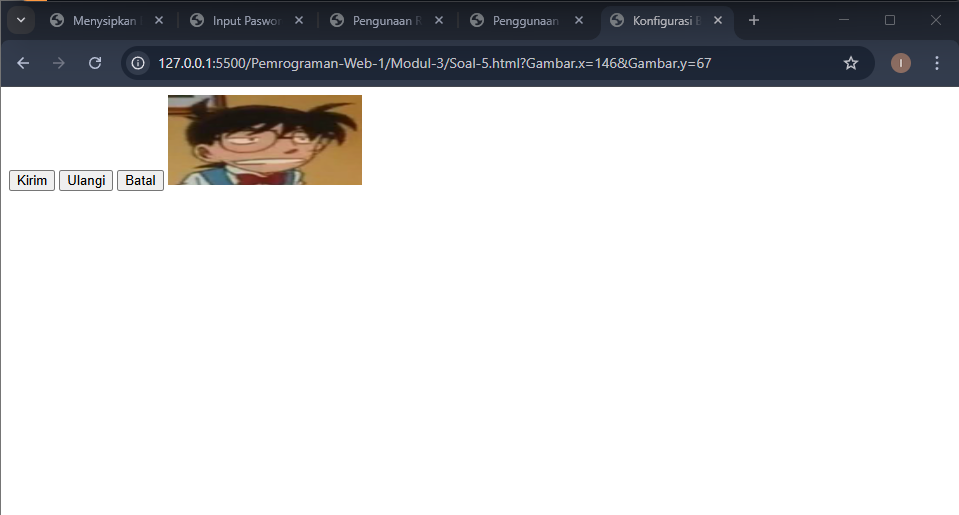 Menysipkan
Input Paswor
Pengunaan R
Penggunaan
Konfigurasi B
127.0.0.1:5500/Pemrograman-Web-1/Modul-3/Soal-5.html?Gambar.x=146&Gambar.y=67
I
Kirim
Ulangi
Batal